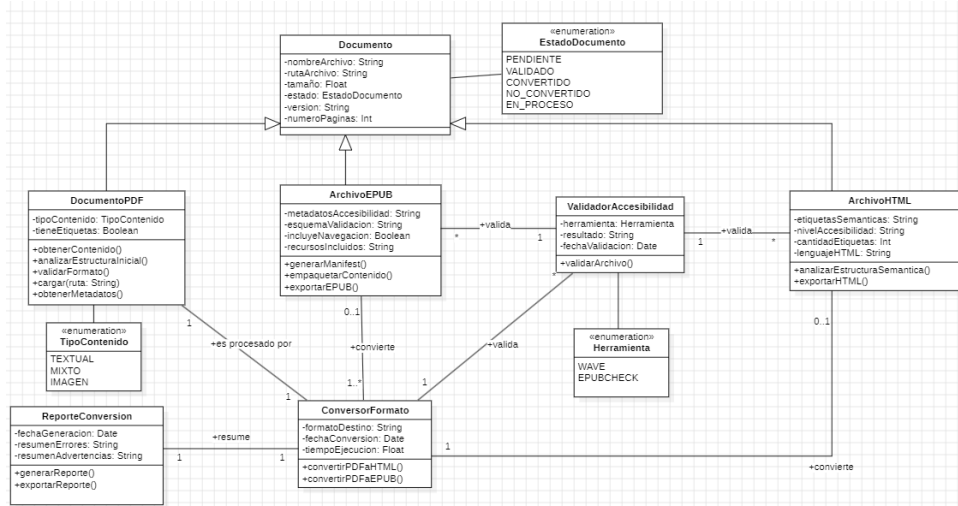 Documento
-nombreArchivo: String
-rutaArchivo: String
-tamaño: Float
-estado: EstadoDocumento
-version: String
-numeroPaginas: Int
«enumeration»
EstadoDocumento
PENDIENTE
VALIDADO
CONVERTIDO
NO_CONVERTIDO
EN_PROCESO
DocumentoPDF
-tipoContenido: TipoContenido
-tieneEtiquetas: Boolean
+obtenerContenido()
+analizarEstructuraInicial()
+validarFormato()
+cargar(ruta: String)
+obtenerMetadatos()
ArchivoEPUB
-metadatosAccesibilidad: String
-esquemaValidacion: String
-incluyeNavegacion: Boolean
-recursosIncluidos: String
+generarManifest()
+empaquetarContenido()
+exportarEPUB()
+valida
*
1
ValidadorAccesibilidad
-herramienta: Herramienta
-resultado: String
-fechaValidacion: Date
+validarArchivo()
+valida
1
*
ArchivoHTML
-etiquetasSemanticas: String
-nivelAccesibilidad: String
-cantidadEtiquetas: Int
-lenguajeHTML: String
+analizarEstructuraSemantica()
+exportarHTML()
«enumeration»
TipoContenido
TEXTUAL
MIXTO
IMAGEN
1
+es procesado por
1
0..1
+convierte
1..*
*
+valida
1
«enumeration»
Herramienta
WAVE
EPUBCHECK
0..1
+convierte
1
ReporteConversion
-fechaGeneracion: Date
-resumenErrores: String
-resumenAdvertencias: String
+generarReporte()
+exportarReporte()
+resume
1
1
ConversorFormato
-formatoDestino: String
-fechaConversion: Date
-tiempoEjecucion: Float
+convertirPDFaHTML()
+convertirPDFaEPUB()